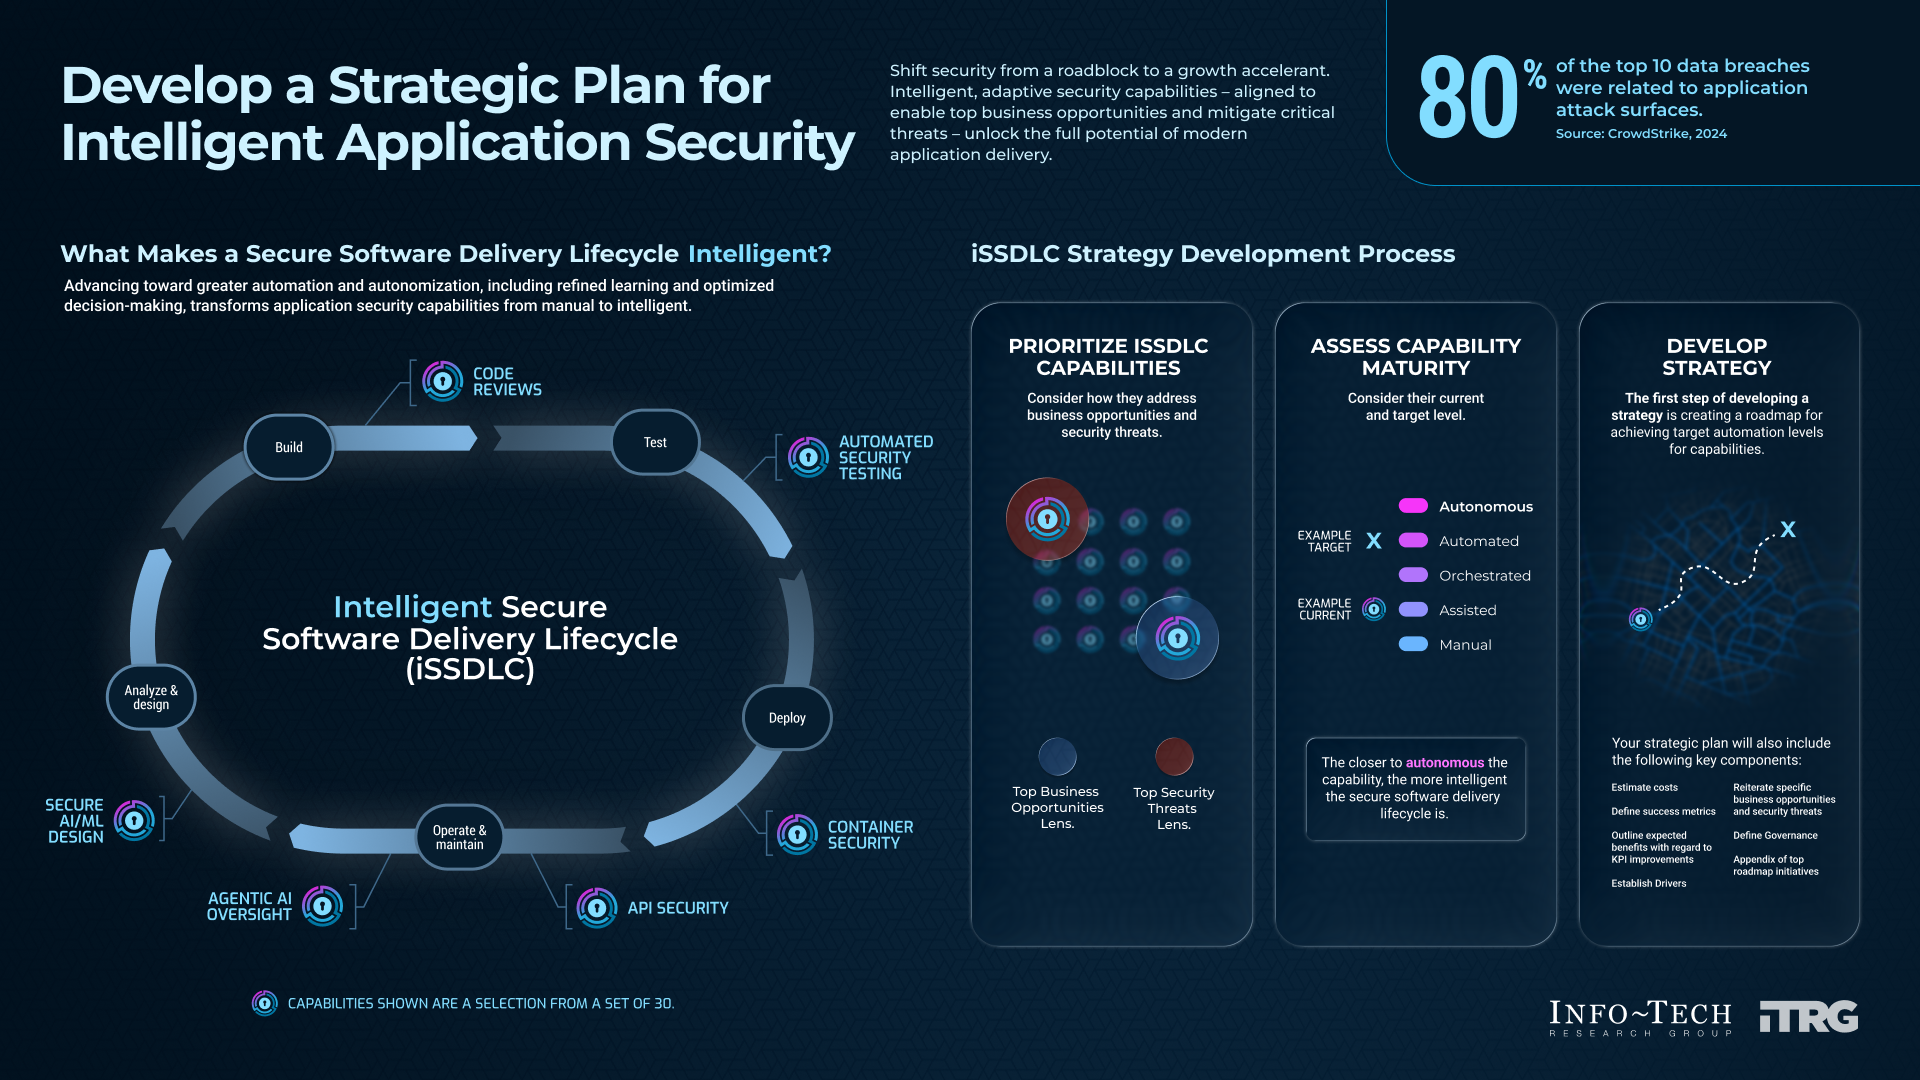 Develop a Strategic Plan for
Intelligent Application Security
Shift security from a roadblock to a growth accelerant.
Intelligent, adaptive security capabilities – aligned to
enable top business opportunities and mitigate critical
threats – unlock the full potential of modern
application delivery.
80%
of the top 10 data breaches
were related to application
attack surfaces.
Source: CrowdStrike, 2024
What Makes a Secure Software Delivery Lifecycle Intelligent?
Advancing toward greater automation and autonomization, including refined learning and optimized
decision-making, transforms application security capabilities from manual to intelligent.
CODE
REVIEWS
Build
Test
AUTOMATED
SECURITY
TESTING
Intelligent Secure
Software Delivery Lifecycle
(iSSDLC)
Analyze &
design
Deploy
SECURE
AI/ML
DESIGN
Operate &
maintain
CONTAINER
SECURITY
AGENTIC AI
OVERSIGHT
API SECURITY
CAPABILITIES SHOWN ARE A SELECTION FROM A SET OF 30.
iSSDLC Strategy Development Process
PRIORITIZE ISSDLC
CAPABILITIES
Consider how they address
business opportunities and
security threats.
Top Business
Opportunities
Lens.
Top Security
Threats
Lens.
ASSESS CAPABILITY
MATURITY
Consider their current
and target level.
Autonomous
EXAMPLE
TARGET
X
Automated
Orchestrated
EXAMPLE
CURRENT
Assisted
Manual
The closer to autonomous the
capability, the more intelligent
the secure software delivery
lifecycle is.
DEVELOP
STRATEGY
The first step of developing a
strategy is creating a roadmap for
achieving target automation levels
for capabilities.
X
Your strategic plan will also include
the following key components:
Estimate costs
Define success metrics
Outline expected
benefits with regard to
KPI improvements
Establish Drivers
Reiterate specific
business opportunities
and security threats
Define Governance
Appendix of top
roadmap initiatives
INFO~TECH
RESEARCH GROUP
iTRG